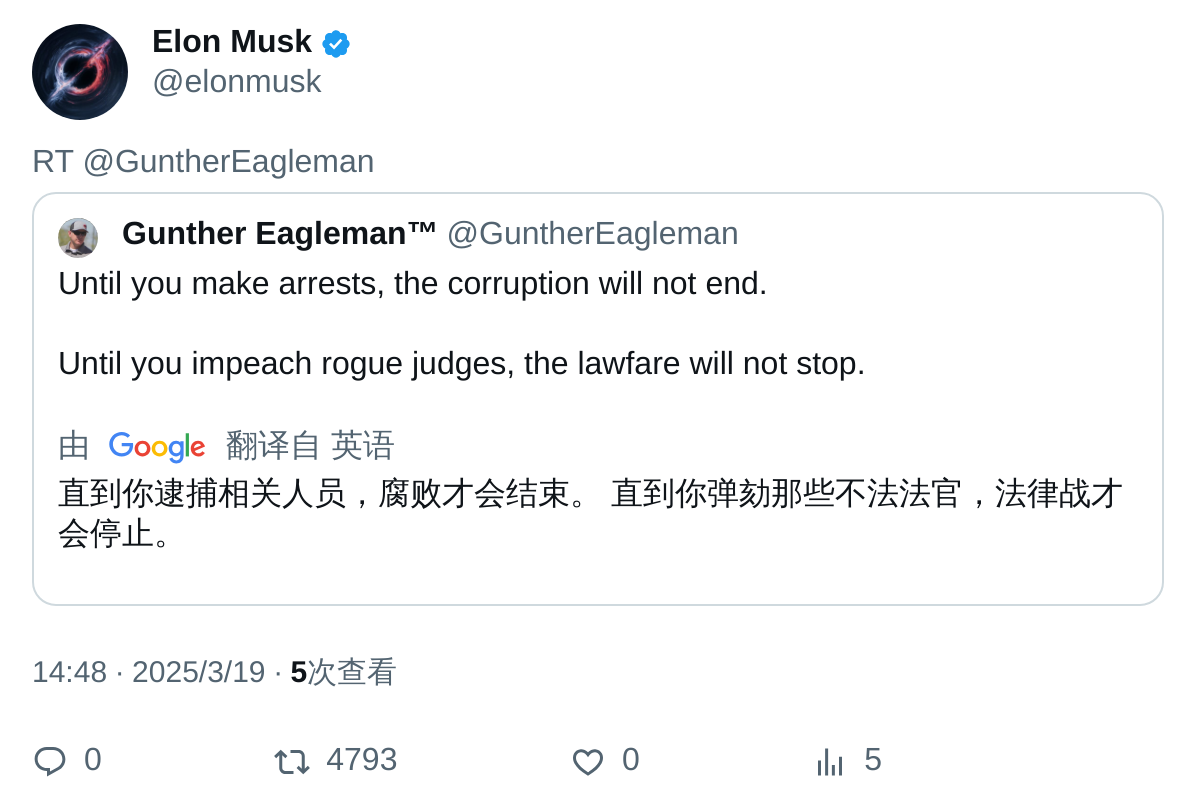 Elon Musk
@elonmusk
RT @GuntherEagleman
Gunther Eagleman™ @GuntherEagleman
Until you make arrests, the corruption will not end.
Until you impeach rogue judges, the lawfare will not stop.
由 Google 翻译自 英语
直到你逮捕相关人员，腐败才会结束。 直到你弹劾那些不法法官，法律战才
会停止。
14:48 · 2025/3/19 · 5次查看
0 4793 0 5